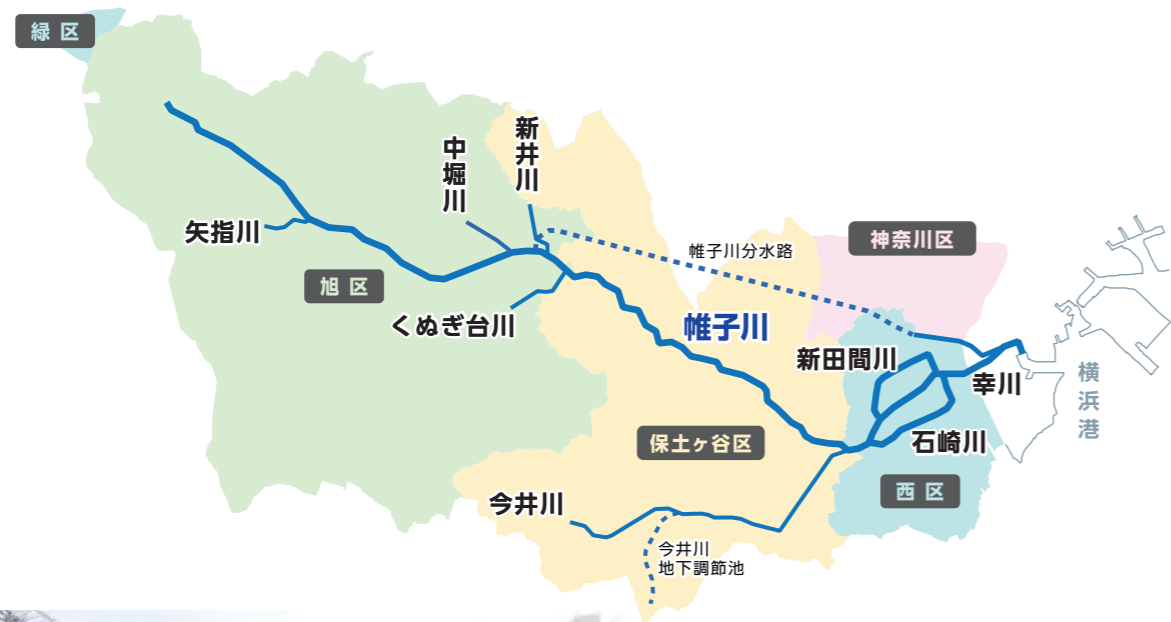 緑 区
新井川
中堀川
矢指川
神奈川区
帷子川分水路
旭 区
くぬぎ台川
帷子川
新田間川
幸川
横浜港
保土ヶ谷区
石崎川
西 区
今井川
今井川
地下調節池